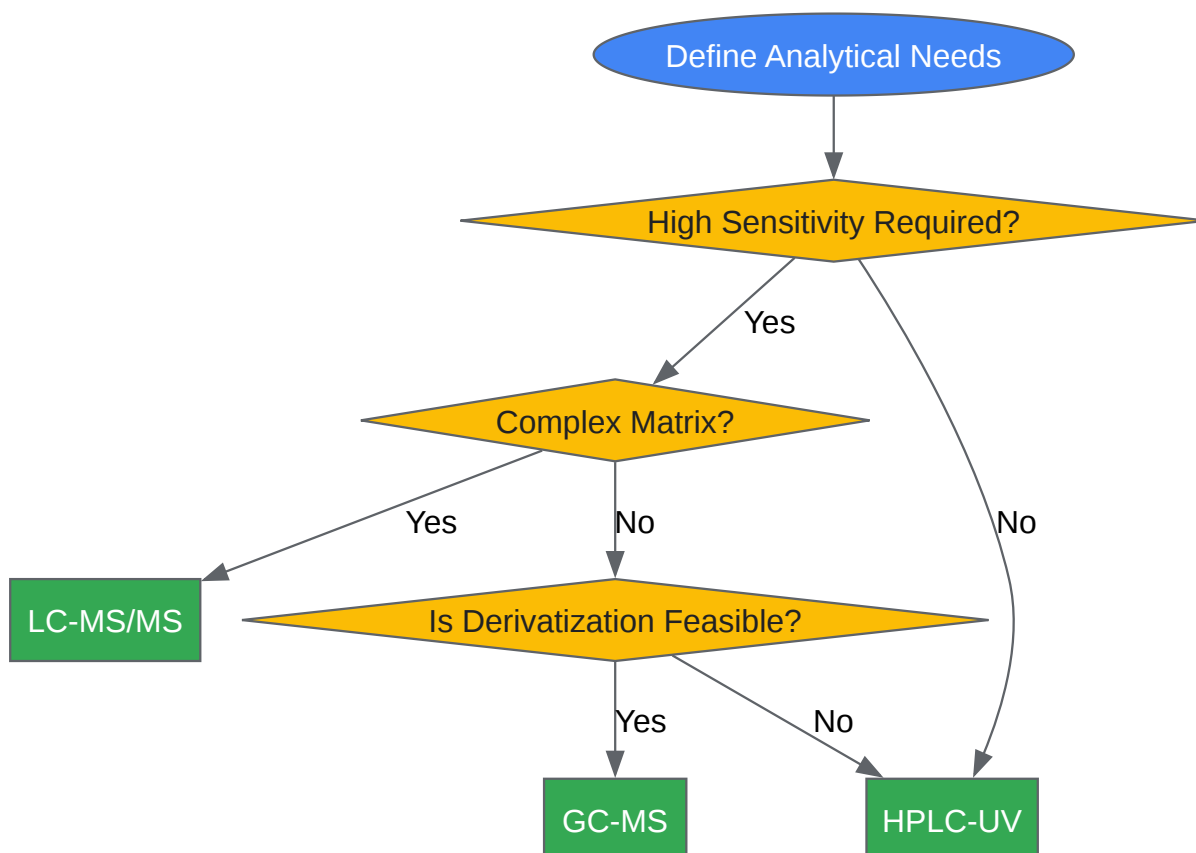 Define Analytical Needs
High Sensitivity Required?
Yes
Complex Matrix?
Yes
No
No
LC-MS/MS
Is Derivatization Feasible?
Yes
No
GC-MS
HPLC-UV